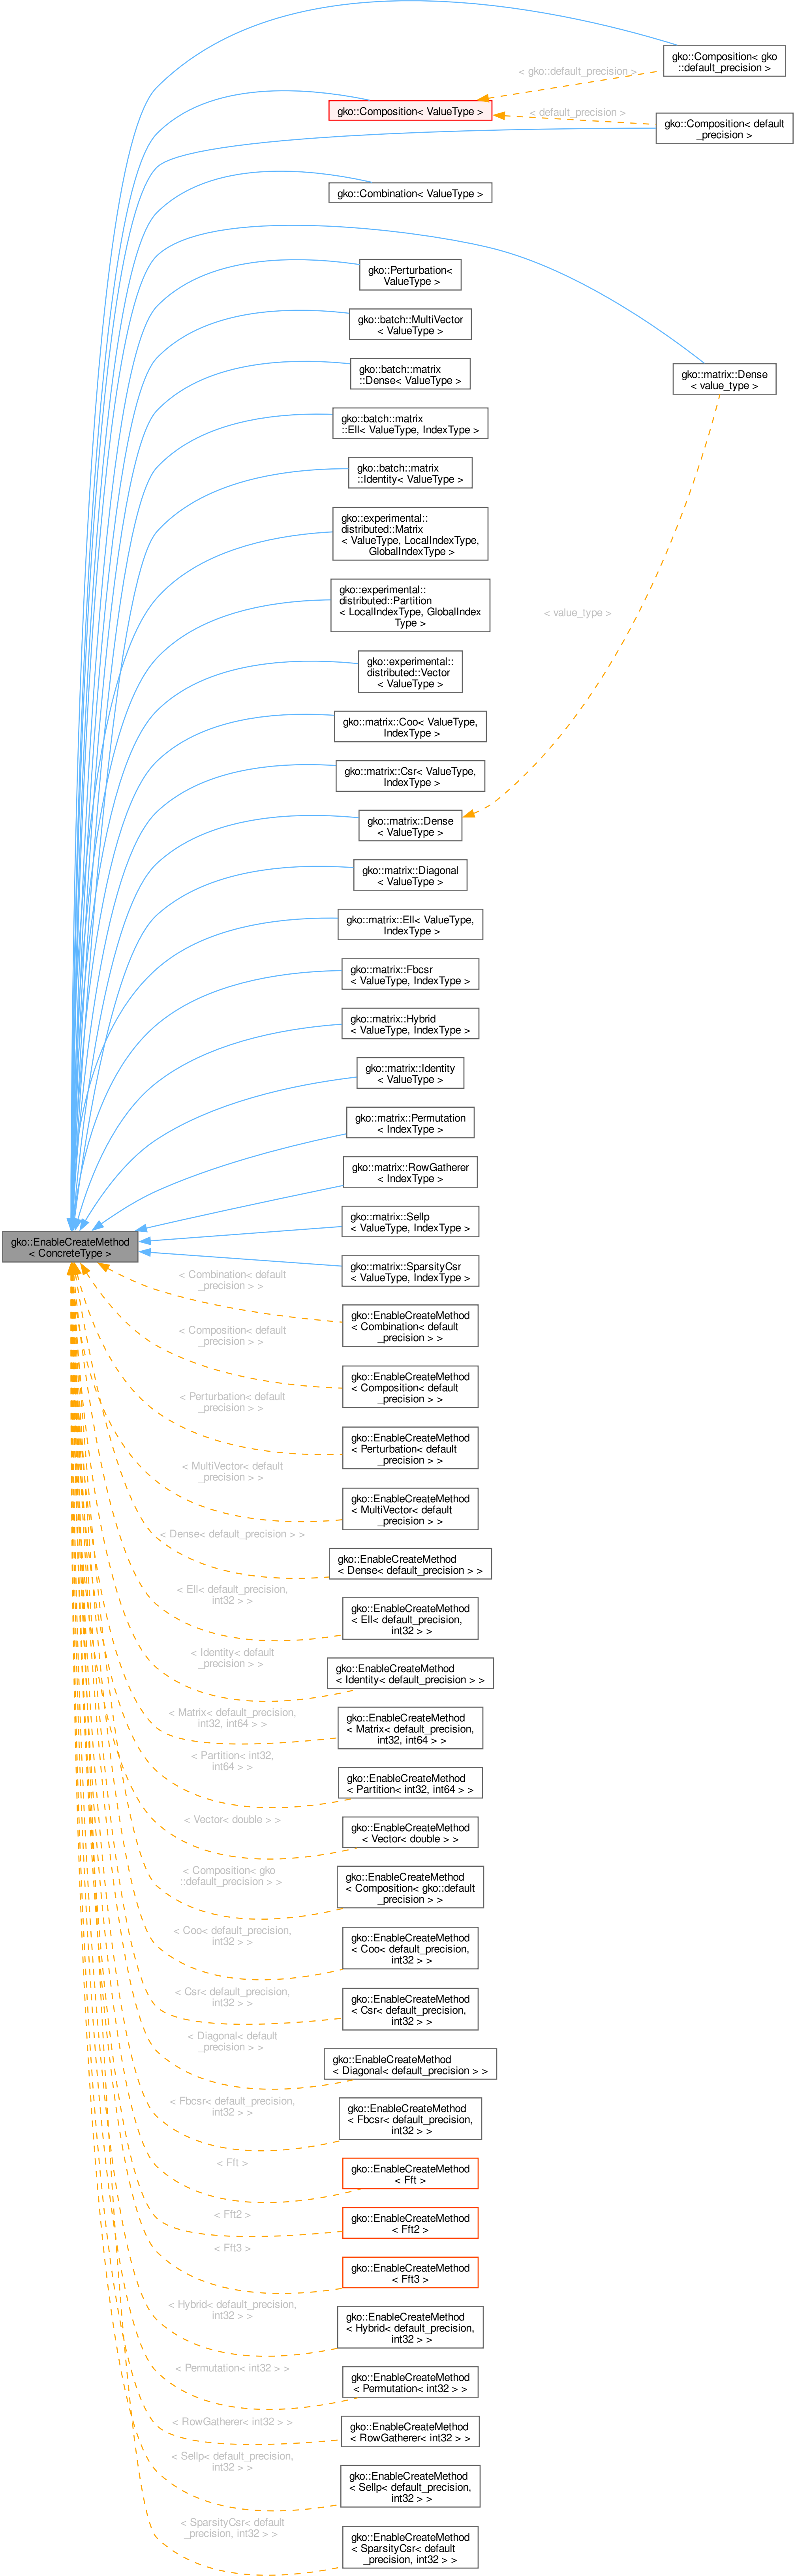 gko::Composition< gko
::default_precision >
< gko::default_precision >
gko::Composition< ValueType >
< default_precision >
gko::Composition< default
_precision >
gko::Combination< ValueType >
gko::Perturbation<
ValueType >
gko::batch::MultiVector
< ValueType >
gko::batch::matrix
::Dense< ValueType >
gko::matrix::Dense
< value_type >
gko::batch::matrix
::Ell< ValueType, IndexType >
gko::batch::matrix
::Identity< ValueType >
gko::experimental::
distributed::Matrix
< ValueType, LocalIndexType,
GlobalIndexType >
gko::experimental::
distributed::Partition
< LocalIndexType, GlobalIndex
Type >
< value_type >
gko::experimental::
distributed::Vector
< ValueType >
gko::matrix::Coo< ValueType,
IndexType >
gko::matrix::Csr< ValueType,
IndexType >
gko::matrix::Dense
< ValueType >
gko::matrix::Diagonal
< ValueType >
gko::matrix::Ell< ValueType,
IndexType >
gko::matrix::Fbcsr
< ValueType, IndexType >
gko::matrix::Hybrid
< ValueType, IndexType >
gko::matrix::Identity
< ValueType >
gko::matrix::Permutation
< IndexType >
gko::matrix::RowGatherer
< IndexType >
gko::matrix::Sellp
< ValueType, IndexType >
gko::EnableCreateMethod
< ConcreteType >
gko::matrix::SparsityCsr
< ValueType, IndexType >
< Combination< default
_precision > >
gko::EnableCreateMethod
< Combination< default
_precision > >
< Composition< default
_precision > >
gko::EnableCreateMethod
< Composition< default
_precision > >
< Perturbation< default
_precision > >
gko::EnableCreateMethod
< Perturbation< default
_precision > >
< MultiVector< default
_precision > >
gko::EnableCreateMethod
< MultiVector< default
_precision > >
< Dense< default_precision > >
gko::EnableCreateMethod
< Dense< default_precision > >
< Ell< default_precision,
int32 > >
gko::EnableCreateMethod
< Ell< default_precision,
int32 > >
< Identity< default
_precision > >
gko::EnableCreateMethod
< Identity< default_precision > >
< Matrix< default_precision,
int32, int64 > >
gko::EnableCreateMethod
< Matrix< default_precision,
int32, int64 > >
< Partition< int32,
int64 > >
gko::EnableCreateMethod
< Partition< int32, int64 > >
< Vector< double > >
gko::EnableCreateMethod
< Vector< double > >
< Composition< gko
::default_precision > >
gko::EnableCreateMethod
< Composition< gko::default
_precision > >
< Coo< default_precision,
int32 > >
gko::EnableCreateMethod
< Coo< default_precision,
int32 > >
< Csr< default_precision,
int32 > >
gko::EnableCreateMethod
< Csr< default_precision,
int32 > >
< Diagonal< default
_precision > >
gko::EnableCreateMethod
< Diagonal< default_precision > >
< Fbcsr< default_precision,
int32 > >
gko::EnableCreateMethod
< Fbcsr< default_precision,
int32 > >
< Fft >
gko::EnableCreateMethod
< Fft >
< Fft2 >
gko::EnableCreateMethod
< Fft2 >
< Fft3 >
gko::EnableCreateMethod
< Fft3 >
< Hybrid< default_precision,
int32 > >
gko::EnableCreateMethod
< Hybrid< default_precision,
int32 > >
< Permutation< int32 > >
gko::EnableCreateMethod
< Permutation< int32 > >
< RowGatherer< int32 > >
gko::EnableCreateMethod
< RowGatherer< int32 > >
< Sellp< default_precision,
int32 > >
gko::EnableCreateMethod
< Sellp< default_precision,
int32 > >
< SparsityCsr< default
_precision, int32 > >
gko::EnableCreateMethod
< SparsityCsr< default
_precision, int32 > >